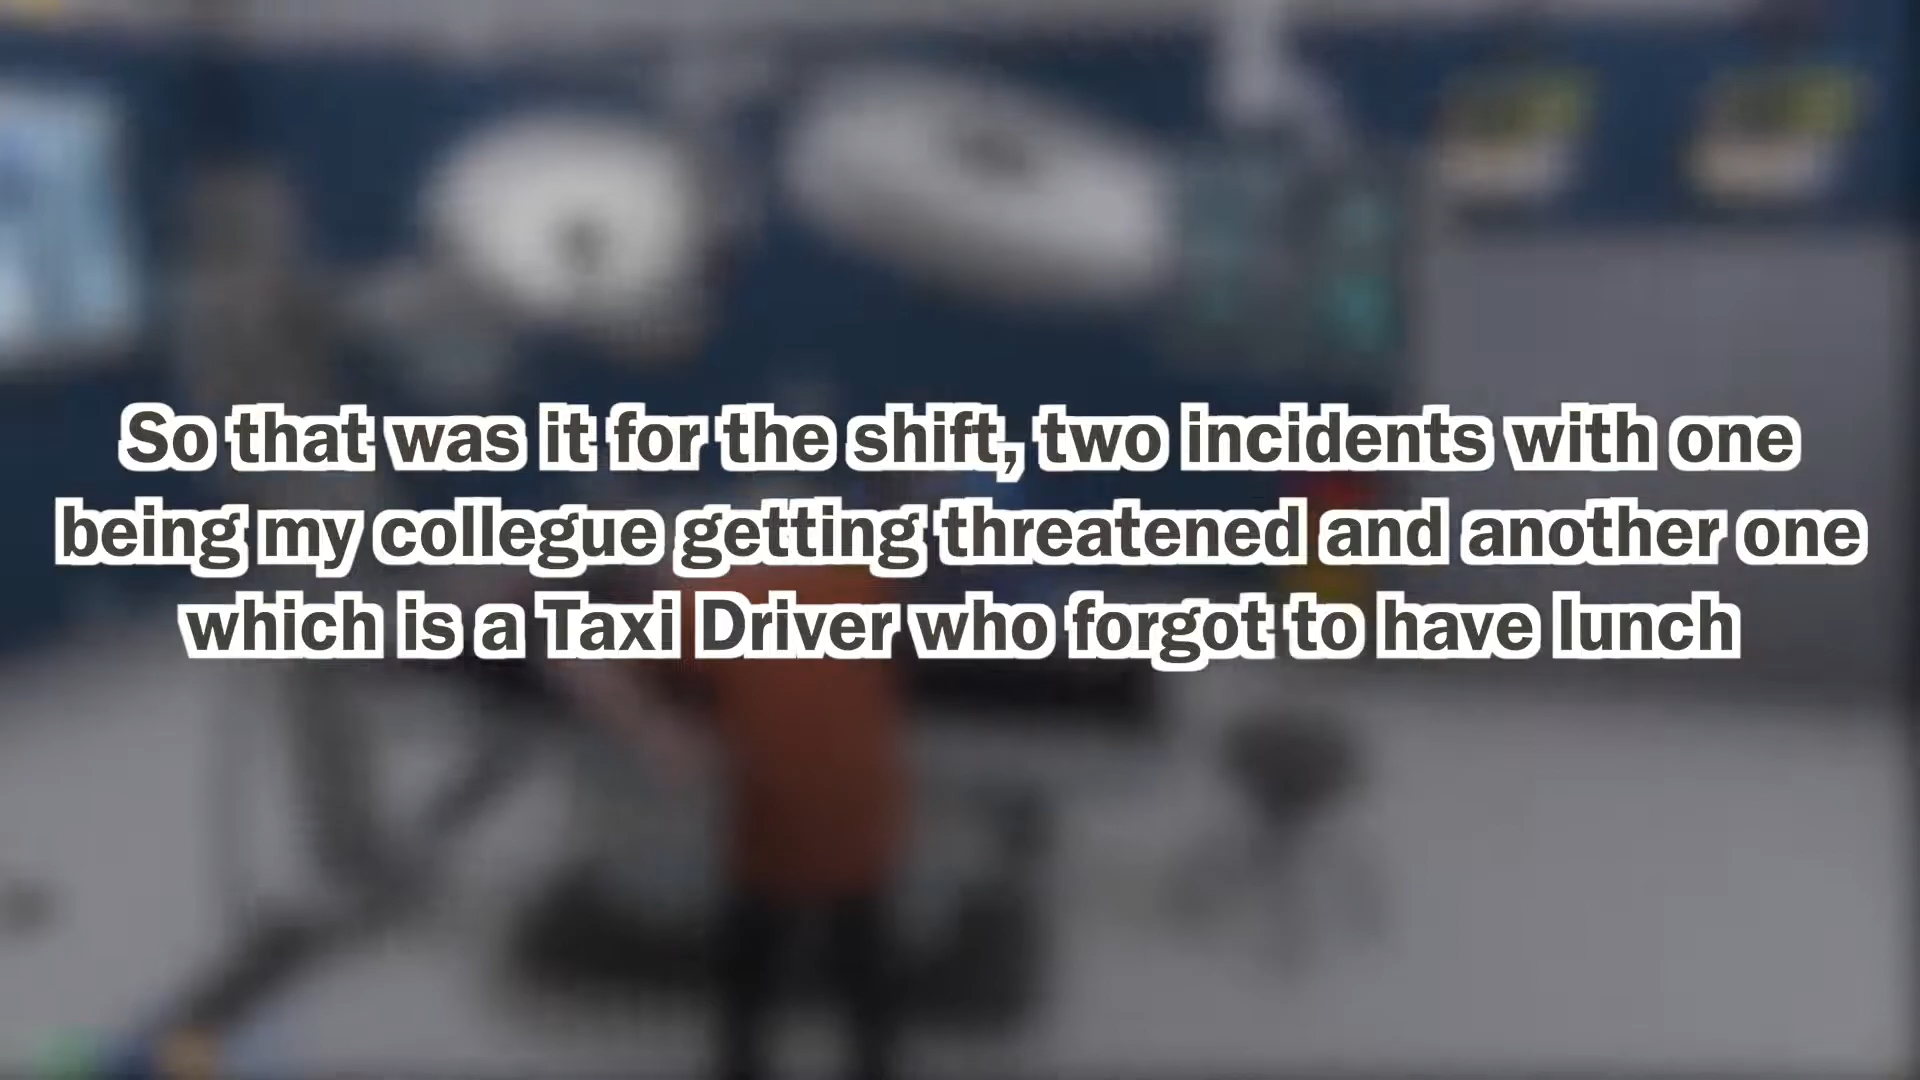 So that was it for the shift, two incidents with one
being my collegue getting threatened and another one
which is a Taxi Driver who forgot to have lunch